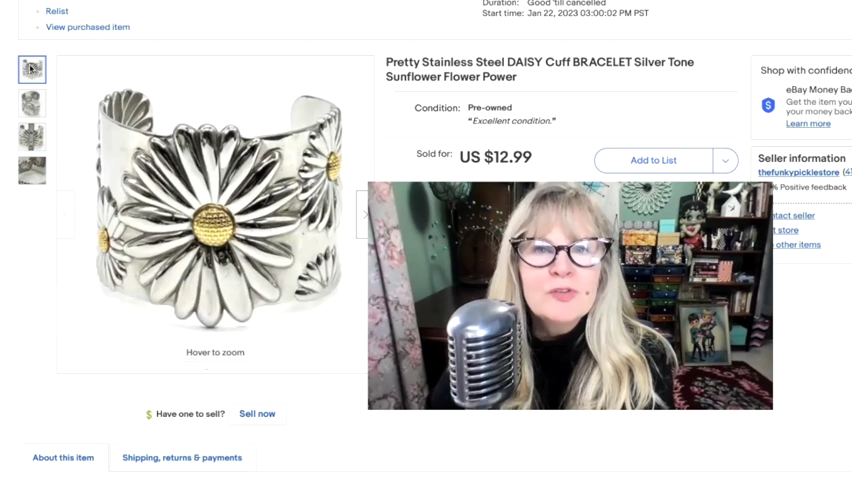 Relist
View purchased item
Duration: Good 'till cancelled
Start time: Jan 22, 2023 03:00:02 PM PST
Pretty Stainless Steel DAISY Cuff BRACELET Silver Tone
Sunflower Flower Power
Condition: Pre-owned
“Excellent condition.”
Sold for: US $12.99
Add to List
Hover to zoom
$ Have one to sell? Sell now
About this item
Shipping, returns & payments
Shop with confidenc
eBay Money Ba
$
Get the item you
your money back
Learn more
Seller information
thefunkypicklestore (4
% Positive feedback
ntact seller
t store
other items